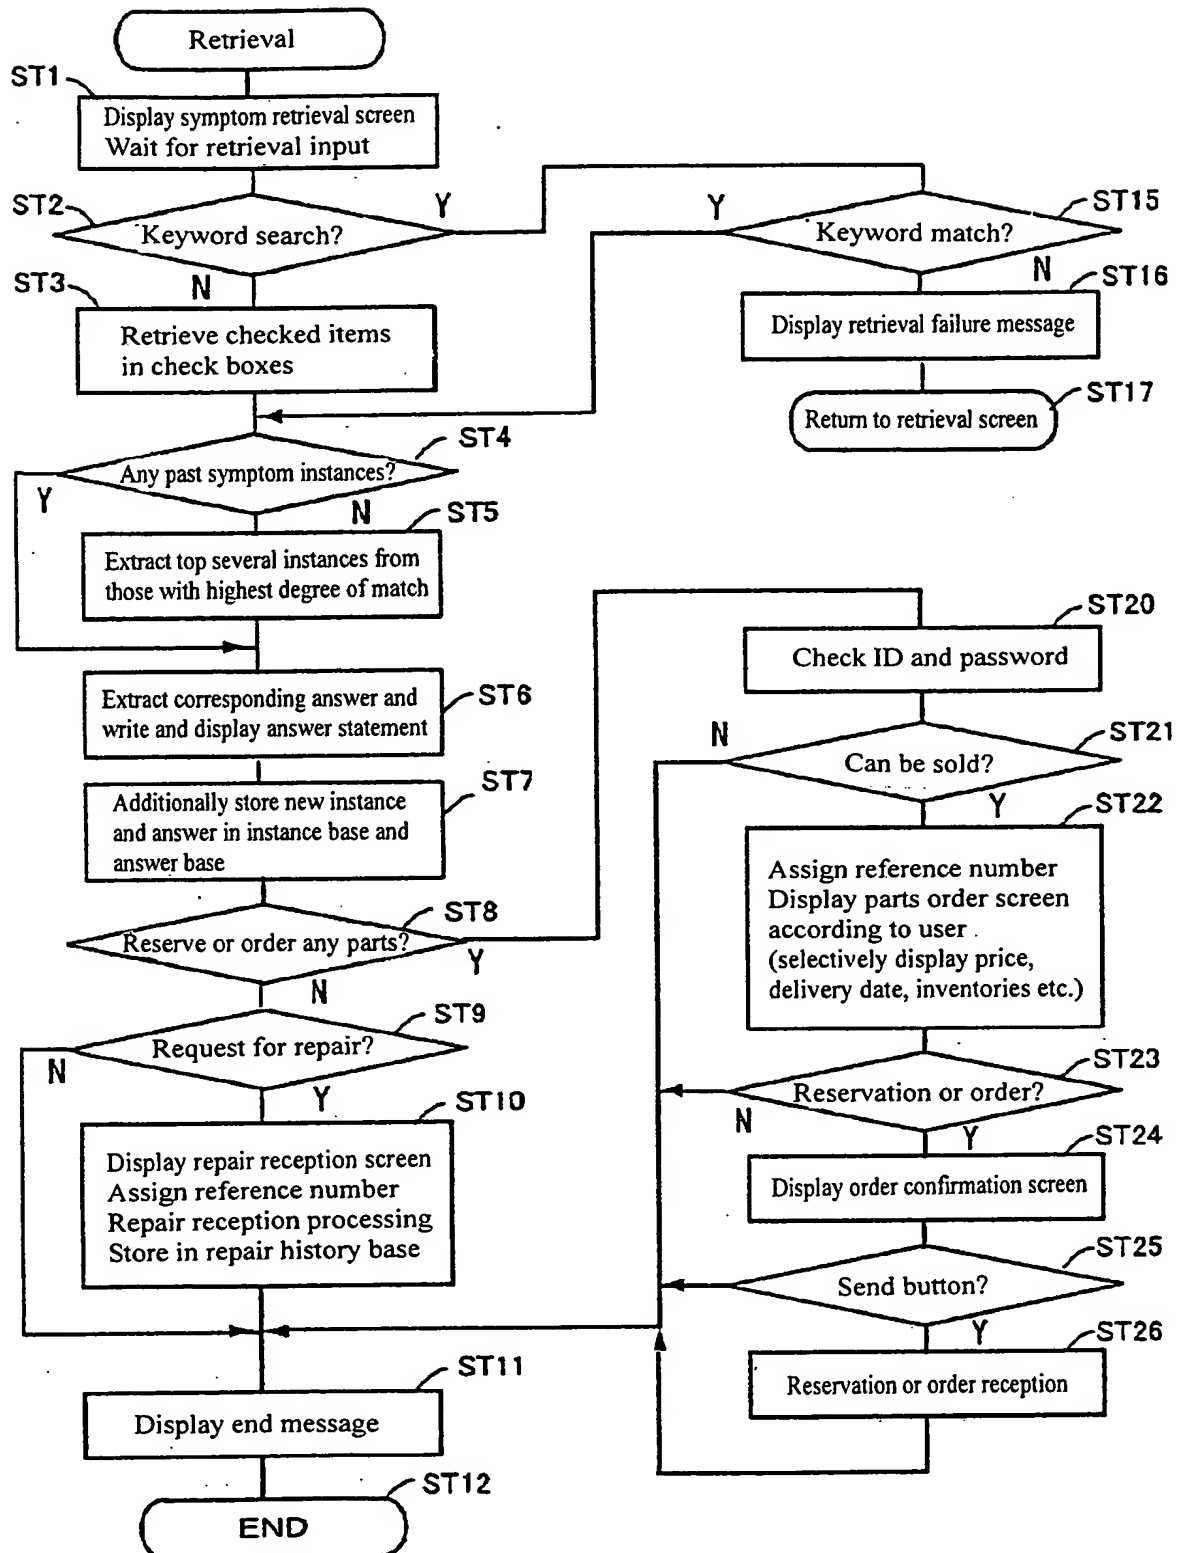 Retrieval
ST1
Display symptom retrieval screen
Wait for retrieval input
ST2
Keyword search?
Y
N
ST3
Retrieve checked items
in check boxes
ST15
Keyword match?
Y
N
ST16
Display retrieval failure message
ST17
Return to retrieval screen
ST4
Any past symptom instances?
Y
N
ST5
Extract top several instances from
those with highest degree of match
ST6
Extract corresponding answer and
write and display answer statement
ST7
Additionally store new instance
and answer in instance base and
answer base
ST8
Reserve or order any parts?
Y
N
ST9
Request for repair?
N
Y
ST10
Display repair reception screen
Assign reference number
Repair reception processing
Store in repair history base
ST11
Display end message
ST12
END
ST20
Check ID and password
ST21
Can be sold?
N
Y
ST22
Assign reference number
Display parts order screen
according to user
(selectively display price,
delivery date, inventories etc.)
ST23
Reservation or order?
N
Y
ST24
Display order confirmation screen
ST25
Send button?
Y
ST26
Reservation or order reception